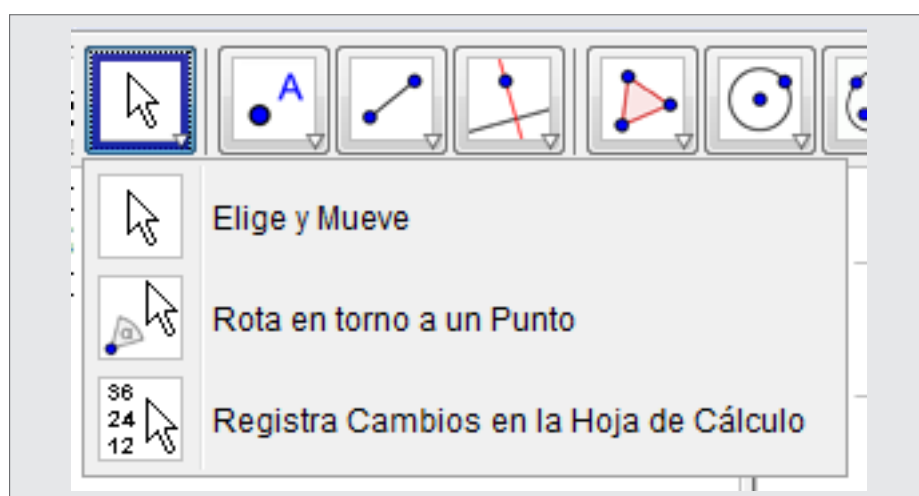 A
Elige y Mueve
α
Rota en torno a un Punto
36
24
12
Registra Cambios en la Hoja de Cálculo